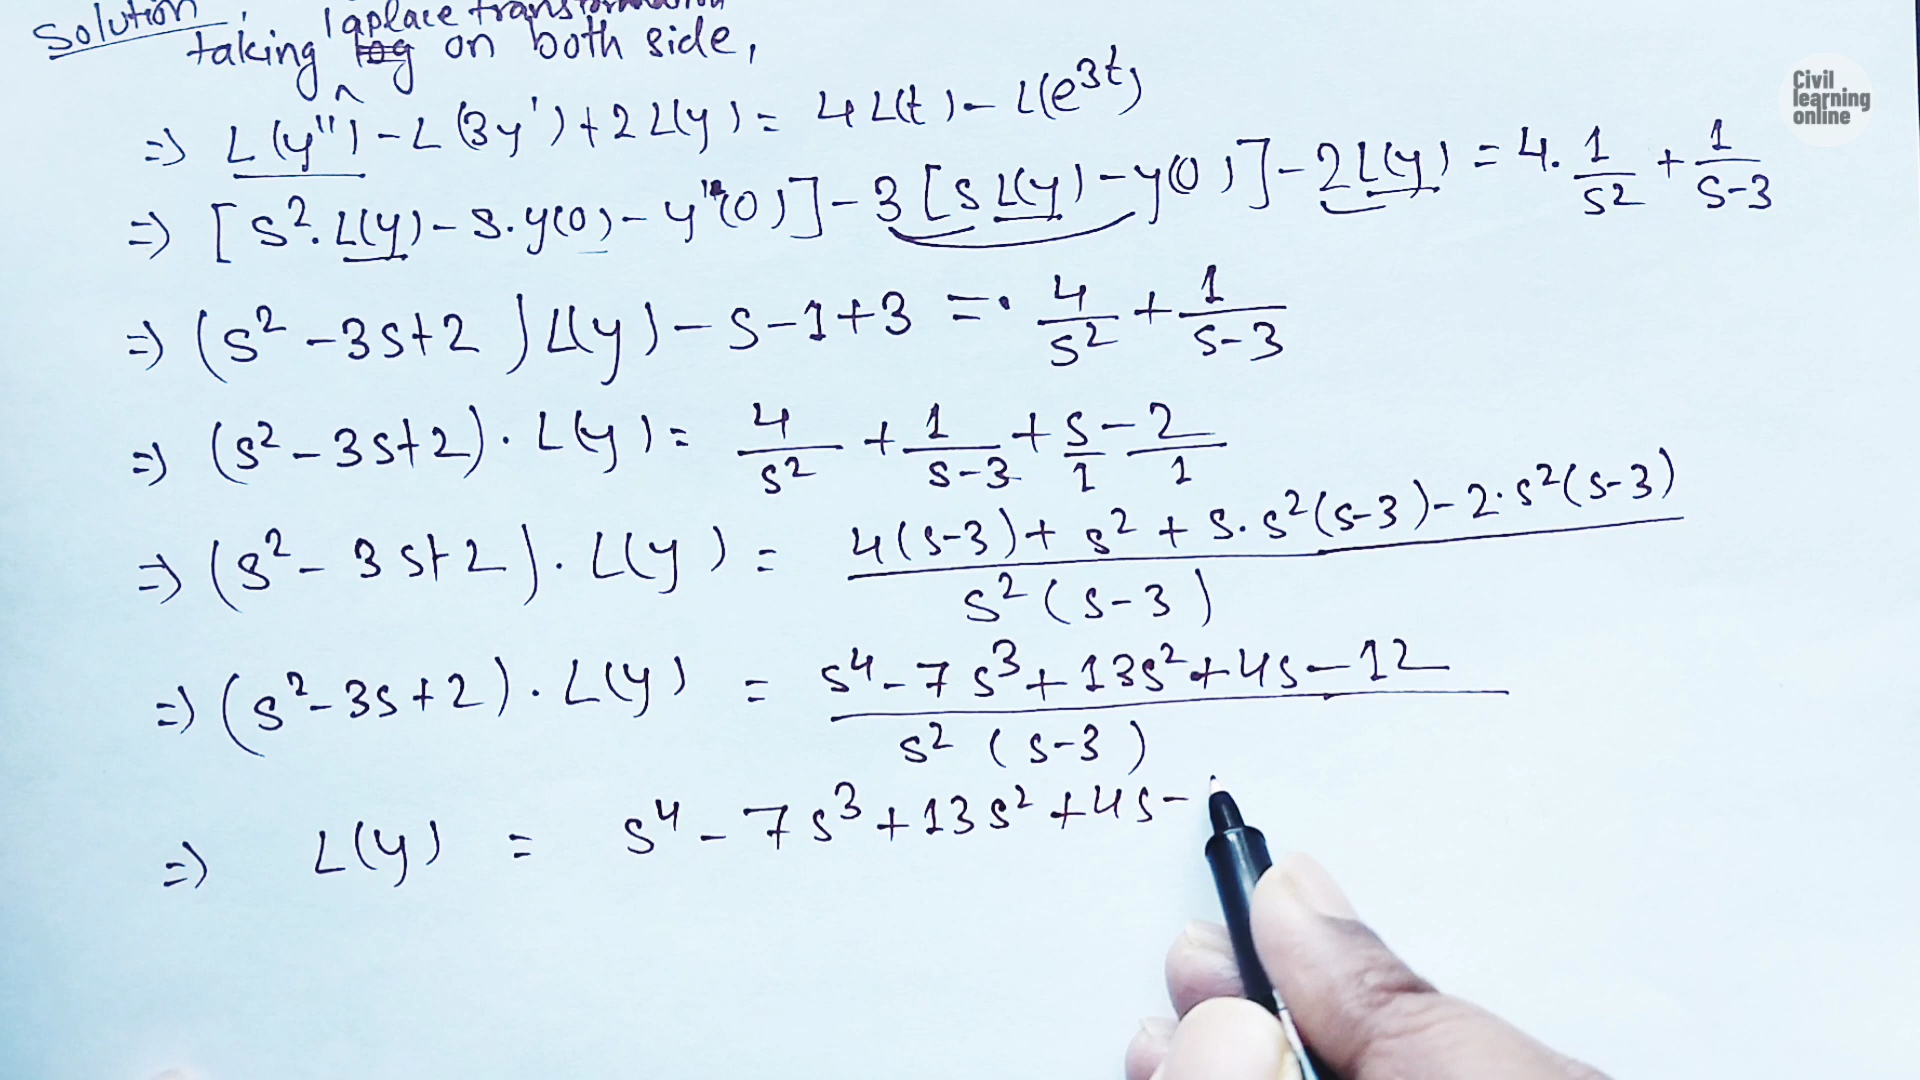 Solution:
laplace transformation
taking log on both side,
⇒ L(y'') - L(3y') + 2L(y) = 4L(t) - L(e^3t)
⇒ [s². L(y) - s.y(0) - y'(0)] - 3[sL(y) - y(0)] - 2L(y) = 4. 1/s² + 1/s-3
⇒ (s² - 3s+2) L(y) - s - 1 + 3 = 4/s² + 1/s-3
⇒ (s² - 3s+2). L(y) = 4/s² + 1/s-3 + s/1 - 2/1
⇒ (s² - 3s+2). L(y) = 4(s-3) + s² + s.s²(s-3) - 2.s²(s-3) / s²(s-3)
⇒ (s² - 3s+2). L(y) = s⁴ - 7s³ + 13s² + 4s - 12 / s²(s-3)
⇒ L(y) = s⁴ - 7s³ + 13s² + 4s -
Civil
learning
online